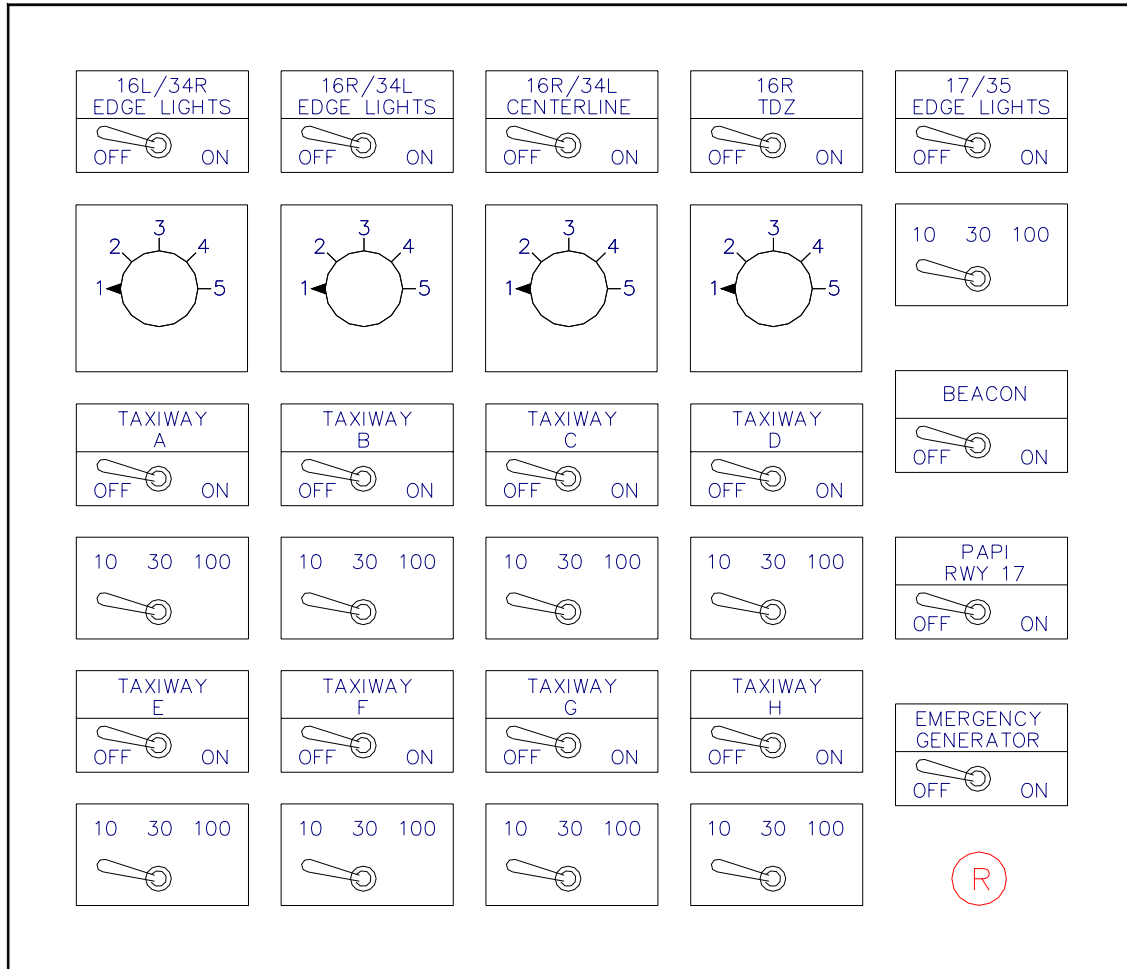 16L/34R
EDGE LIGHTS
OFF ON
16R/34L
EDGE LIGHTS
OFF ON
16R/34L
CENTERLINE
OFF ON
16R
TDZ
OFF ON
17/35
EDGE LIGHTS
OFF ON
1 2 3 4 5
1 2 3 4 5
1 2 3 4 5
1 2 3 4 5
10 30 100
TAXIWAY
A
OFF ON
TAXIWAY
B
OFF ON
TAXIWAY
C
OFF ON
TAXIWAY
D
OFF ON
BEACON
OFF ON
10 30 100
10 30 100
10 30 100
10 30 100
PAPI
RWY 17
OFF ON
TAXIWAY
E
OFF ON
TAXIWAY
F
OFF ON
TAXIWAY
G
OFF ON
TAXIWAY
H
OFF ON
EMERGENCY
GENERATOR
OFF ON
10 30 100
10 30 100
10 30 100
10 30 100
R